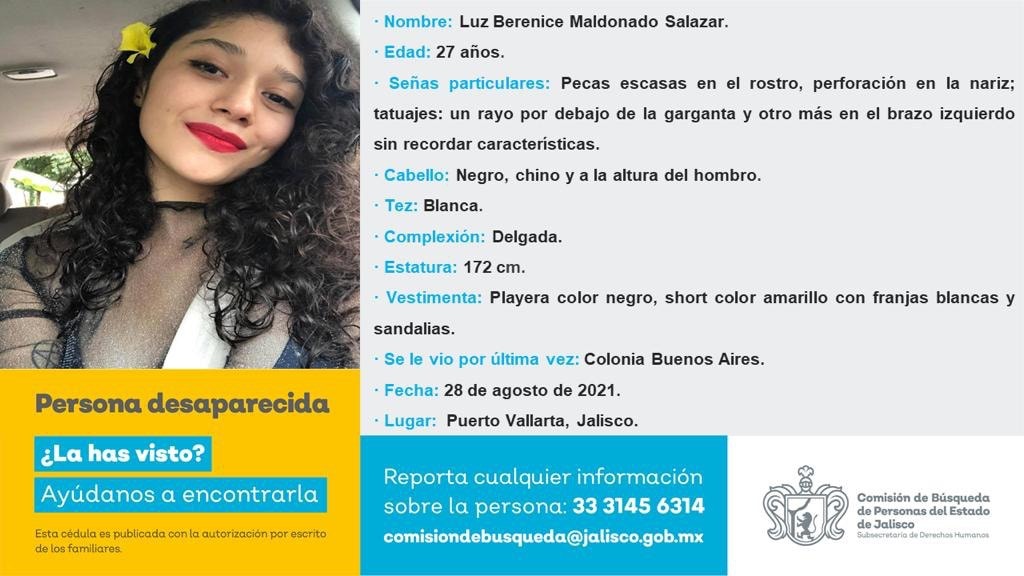 · Nombre: Luz Berenice Maldonado Salazar.
· Edad: 27 años.
· Señas particulares: Pecas escasas en el rostro, perforación en la nariz;
tatuajes: un rayo por debajo de la garganta y otro más en el brazo izquierdo
sin recordar características.
· Cabello: Negro, chino y a la altura del hombro.
· Tez: Blanca.
· Complexión: Delgada.
· Estatura: 172 cm.
· Vestimenta: Playera color negro, short color amarillo con franjas blancas y
sandalias.
· Se le vio por última vez: Colonia Buenos Aires.
· Fecha: 28 de agosto de 2021.
· Lugar: Puerto Vallarta, Jalisco.
Persona desaparecida
¿La has visto?
Ayúdanos a encontrarla
Esta cédula es publicada con la autorización por escrito
de los familiares.
Reporta cualquier información
sobre la persona: 33 3145 6314
comisiondebusqueda@jalisco.gob.mx
Comisión de Búsqueda
de Personas del Estado
de Jalisco
Subsecretaría de Derechos Humanos